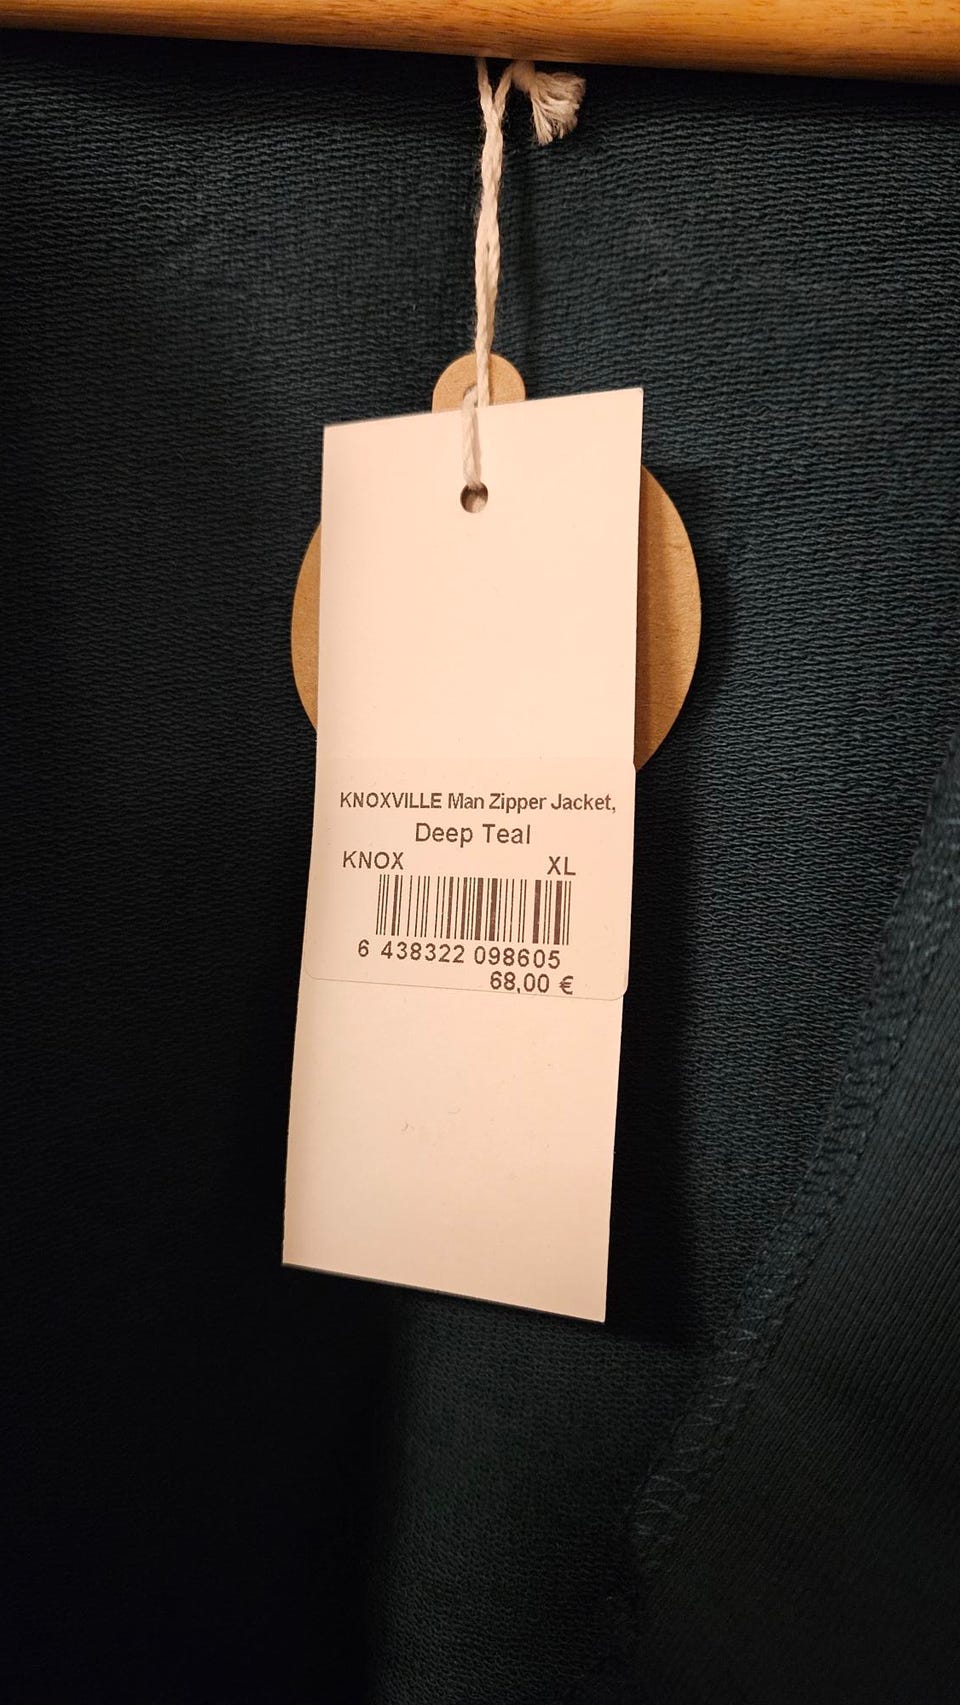 KNOXVILLE Man Zipper Jacket,
Deep Teal
KNOX XL
6 438322 098605
68,00 €